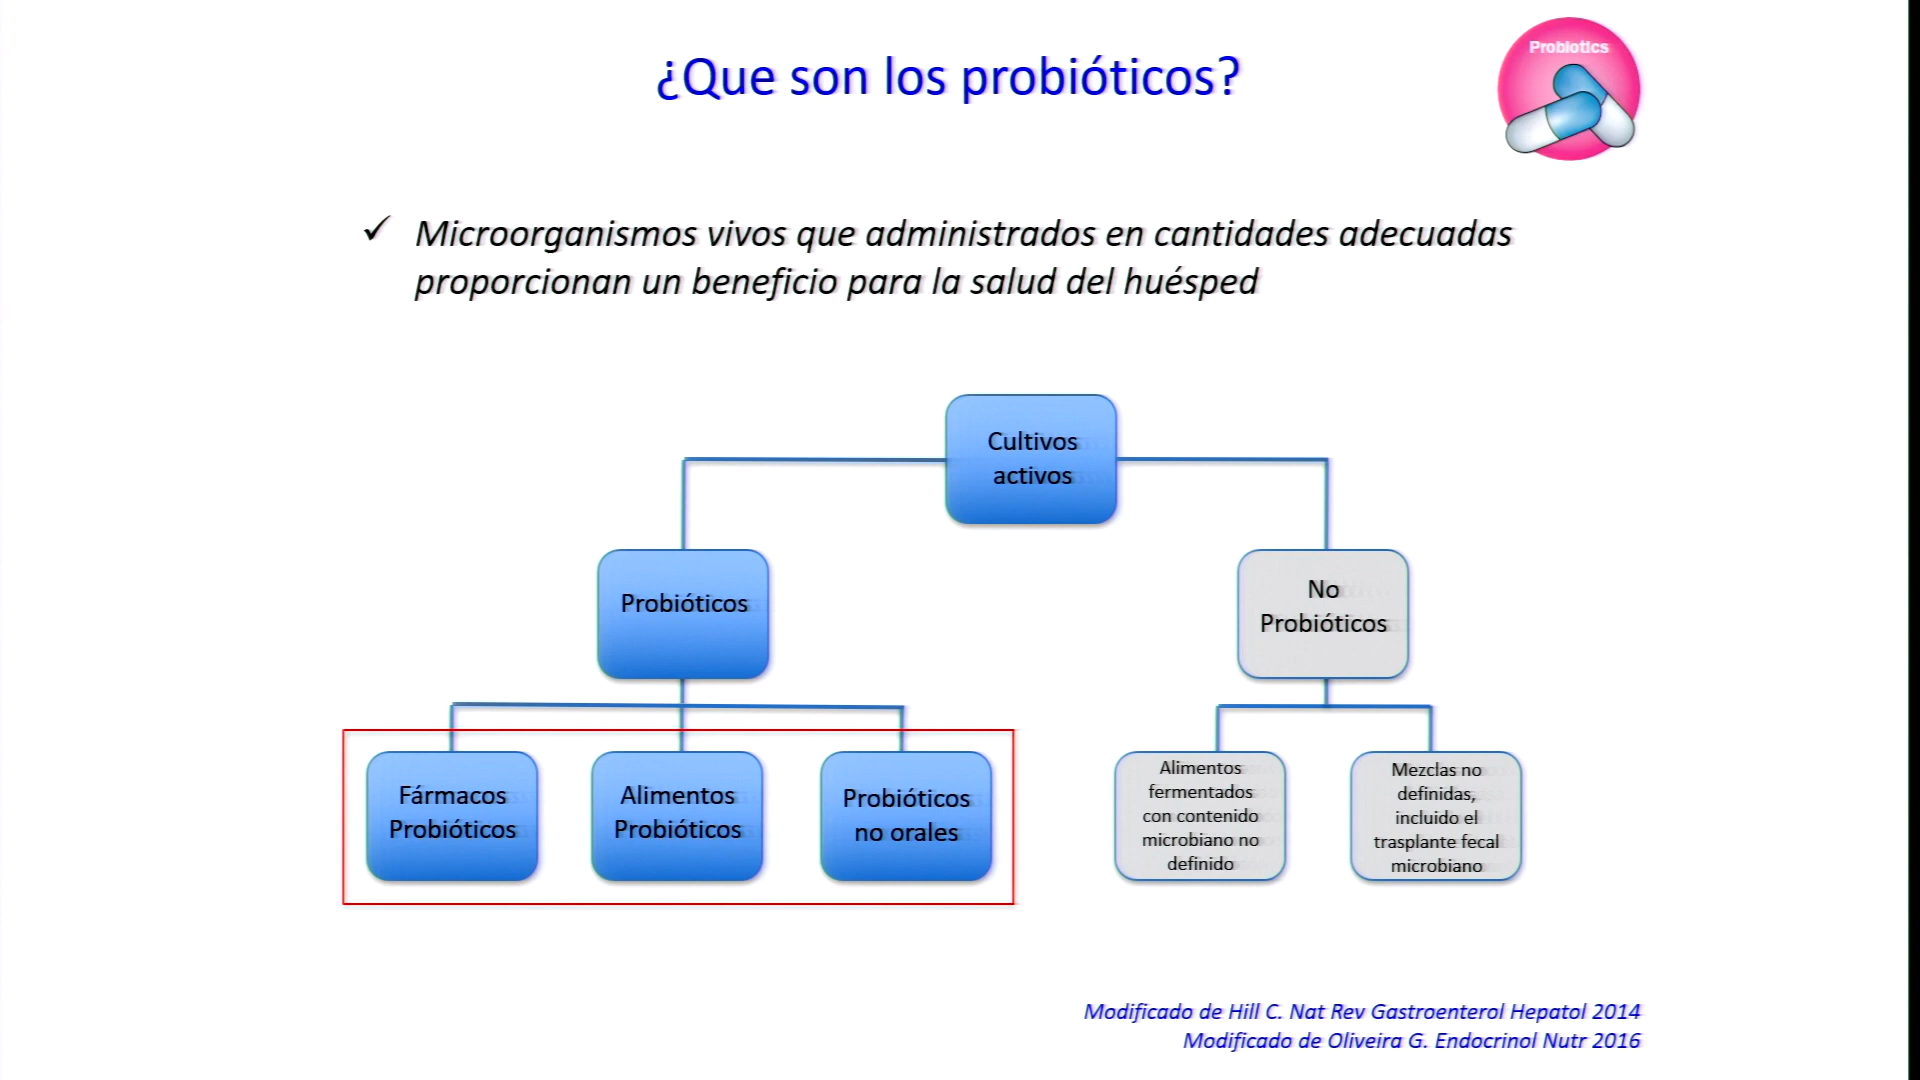 ¿Que son los probióticos?
Probiotics
✓ Microorganismos vivos que administrados en cantidades adecuadas
proporcionan un beneficio para la salud del huésped
Cultivos
activos
Probióticos
No
Probióticos
Fármacos
Probióticos
Alimentos
Probióticos
Probióticos
no orales
Alimentos
fermentados
con contenido
microbiano no
definido
Mezclas no
definidas,
incluido el
trasplante fecal
microbiano
Modificado de Hill C. Nat Rev Gastroenterol Hepatol 2014
Modificado de Oliveira G. Endocrinol Nutr 2016